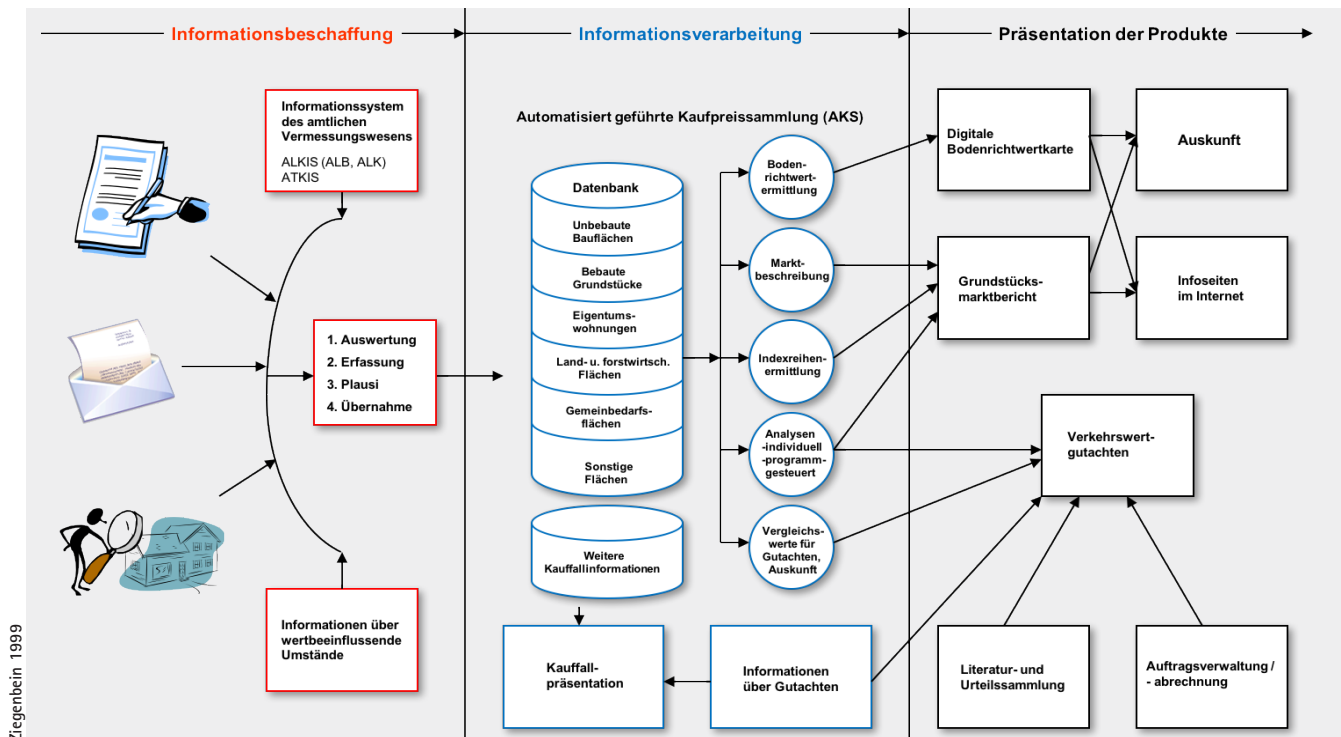 Informationsbeschaffung
Informationsverarbeitung
Präsentation der Produkte
Informationssystem
des amtlichen
Vermessungswesens
ALKIS (ALB, ALK)
ATKIS
1. Auswertung
2. Erfassung
3. Plausi
4. Übernahme
Informationen über
wertbeeinflussende
Umstände
Automatisiert geführte Kaufpreissammlung (AKS)
Datenbank
Unbebaute
Bauflächen
Bebaute
Grundstücke
Eigentums-
wohnungen
Land- u. forstwirtsch.
Flächen
Gemeinbedarfs-
flächen
Sonstige
Flächen
Weitere
Kauffallinformationen
Boden-
richtwert-
ermittlung
Markt-
beschreibung
Indexreihen-
ermittlung
Analysen
-individuell
-programm-
gesteuert
Vergleichs-
werte für
Gutachten,
Auskunft
Kauffall-
präsentation
Informationen
über Gutachten
Digitale
Bodenrichtwertkarte
Auskunft
Grundstücks-
marktbericht
Infoseiten
im Internet
Verkehrswert-
gutachten
Literatur- und
Urteilssammlung
Auftragsverwaltung /
- abrechnung
Ziegenbein 1999